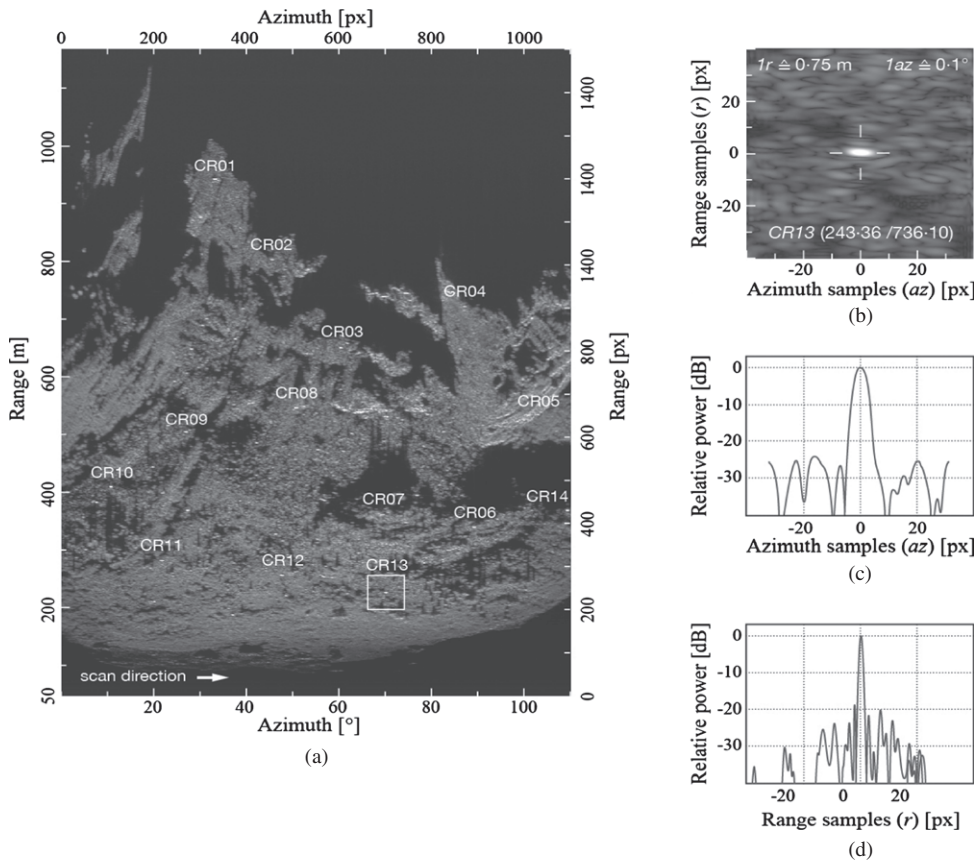 Azimuth [px]
0 200 400 600 800 1000
1400
1000
1400
CR01
CR02
800
1400
CR04
CR03
Range [m]
800
Range [px]
600
CR08
CR05
CR09
600
CR10
400
CR07
CR14
CR06
400
CR11
CR12
CR13
200
200
scan direction
50
0
20 40 60 80 100
Azimuth [°]
(a)
1r ≙ 0·75 m 1az ≙ 0·1°
Range samples (r) [px]
20
0
-20
CR13 (243·36 /736·10)
-20 0 20
Azimuth samples (az) [px]
(b)
Relative power [dB]
0
-10
-20
-30
-20 0 20
Azimuth samples (az) [px]
(c)
Relative power [dB]
0
-10
-20
-30
-20 0 20
Range samples (r) [px]
(d)